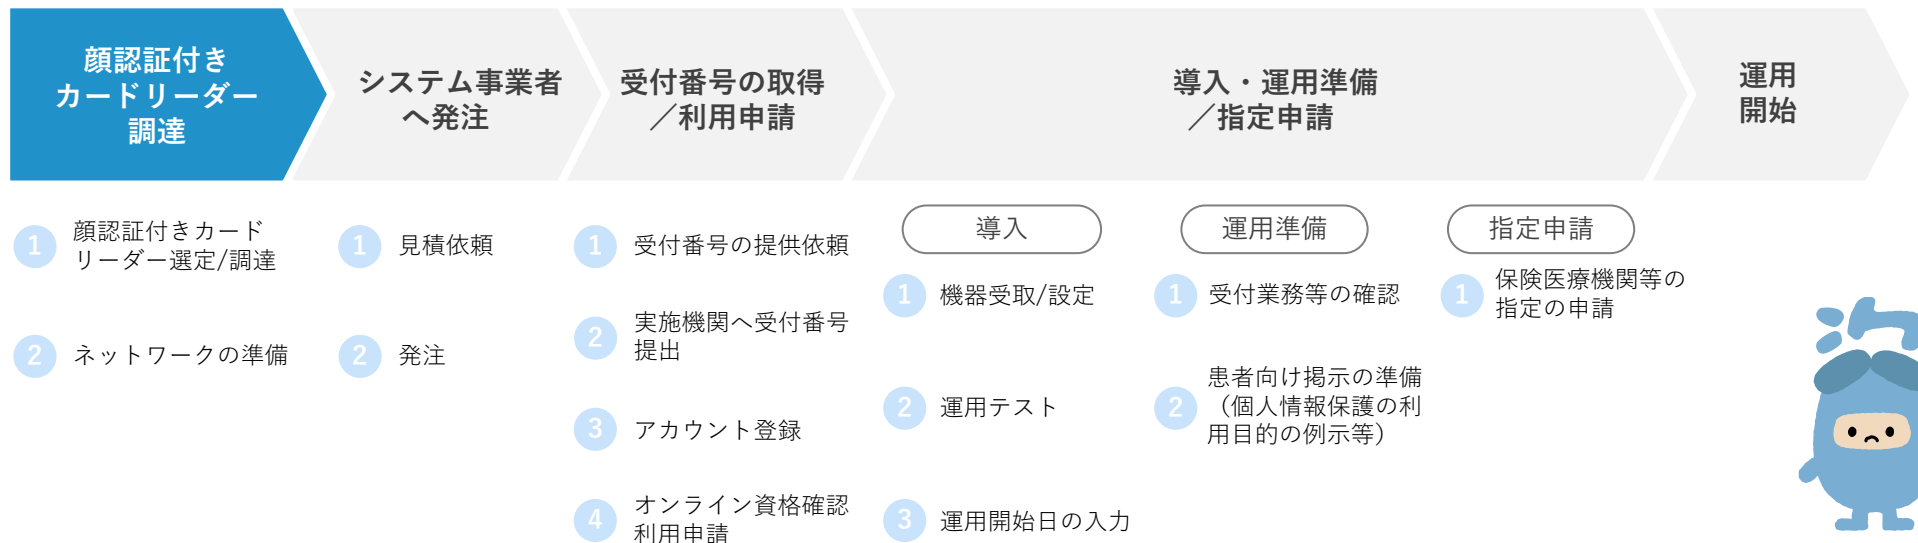 顔認証付き
カードリーダー
調達
システム事業者
へ発注
受付番号の取得
／利用申請
導入・運用準備
／指定申請
運用
開始
1
顔認証付きカード
リーダー選定/調達
2
ネットワークの準備
1
見積依頼
2
発注
1
受付番号の提供依頼
2
実施機関へ受付番号
提出
3
アカウント登録
4
オンライン資格確認
利用申請
導入
1
機器受取/設定
2
運用テスト
3
運用開始日の入力
運用準備
1
受付業務等の確認
2
患者向け掲示の準備
（個人情報保護の利
用目的の例示等）
指定申請
1
保険医療機関等の
指定の申請